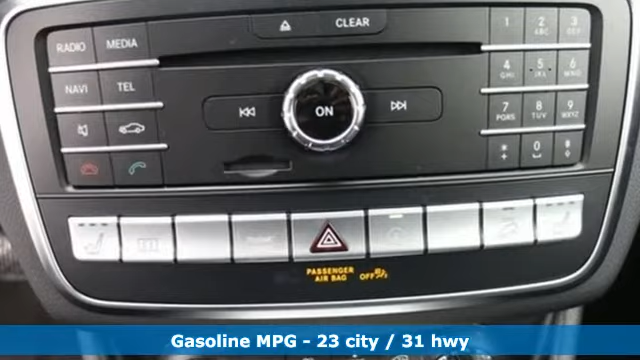 CLEAR
RADIO
MEDIA
NAVI
TEL
ON
1
2 ABC
3 DEF
4 GHI
5 JKL
6 MNO
7 PQRS
8 TUV
9 WXYZ
*
0
#
PASSENGER
AIR BAG OFF
Gasoline MPG - 23 city / 31 hwy